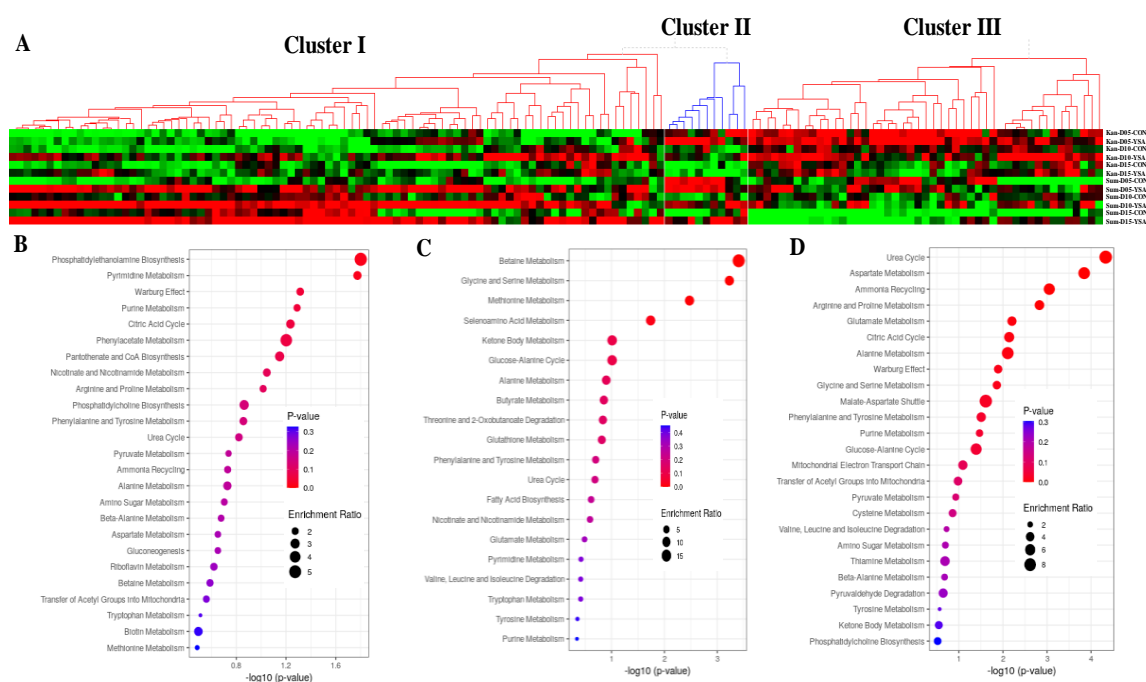 A
Cluster I
Cluster II
Cluster III
Kan-D05-CON
Kan-D05-YSA
Kan-D10-CON
Kan-D10-YSA
Kan-D15-CON
Kan-D15-YSA
Sum-D05-CON
Sum-D05-YSA
Sum-D10-CON
Sum-D10-YSA
Sum-D15-CON
Sum-D15-YSA
B
Phosphatidylethanolamine Biosynthesis
Pyrimidine Metabolism
Warburg Effect
Purine Metabolism
Citric Acid Cycle
Phenylacetate Metabolism
Pantothenate and CoA Biosynthesis
Nicotinate and Nicotinamide Metabolism
Arginine and Proline Metabolism
Phosphatidylcholine Biosynthesis
Phenylalanine and Tyrosine Metabolism
Urea Cycle
Pyruvate Metabolism
Ammonia Recycling
Alanine Metabolism
Amino Sugar Metabolism
Beta-Alanine Metabolism
Aspartate Metabolism
Gluconeogenesis
Riboflavin Metabolism
Betaine Metabolism
Transfer of Acetyl Groups into Mitochondria
Tryptophan Metabolism
Biotin Metabolism
Methionine Metabolism
P-value
0.3
0.2
0.1
0.0
Enrichment Ratio
2
3
4
5
0.8
1.2
1.6
-log10 (p-value)
C
Betaine Metabolism
Glycine and Serine Metabolism
Methionine Metabolism
Selenoamino Acid Metabolism
Ketone Body Metabolism
Glucose-Alanine Cycle
Alanine Metabolism
Butyrate Metabolism
Threonine and 2-Oxobutanoate Degradation
Glutathione Metabolism
Phenylalanine and Tyrosine Metabolism
Urea Cycle
Fatty Acid Biosynthesis
Nicotinate and Nicotinamide Metabolism
Glutamate Metabolism
Pyrimidine Metabolism
Valine, Leucine and Isoleucine Degradation
Tryptophan Metabolism
Tyrosine Metabolism
Purine Metabolism
P-value
0.4
0.3
0.2
0.1
0.0
Enrichment Ratio
5
10
15
1
2
3
-log10 (p-value)
D
Urea Cycle
Aspartate Metabolism
Ammonia Recycling
Arginine and Proline Metabolism
Glutamate Metabolism
Citric Acid Cycle
Alanine Metabolism
Warburg Effect
Glycine and Serine Metabolism
Malate-Aspartate Shuttle
Phenylalanine and Tyrosine Metabolism
Purine Metabolism
Glucose-Alanine Cycle
Mitochondrial Electron Transport Chain
Transfer of Acetyl Groups into Mitochondria
Pyruvate Metabolism
Cysteine Metabolism
Valine, Leucine and Isoleucine Degradation
Amino Sugar Metabolism
Thiamine Metabolism
Beta-Alanine Metabolism
Pyruvaldehyde Degradation
Tyrosine Metabolism
Ketone Body Metabolism
Phosphatidylcholine Biosynthesis
P-value
0.3
0.2
0.1
0.0
Enrichment Ratio
2
4
6
8
1
2
3
4
-log10 (p-value)